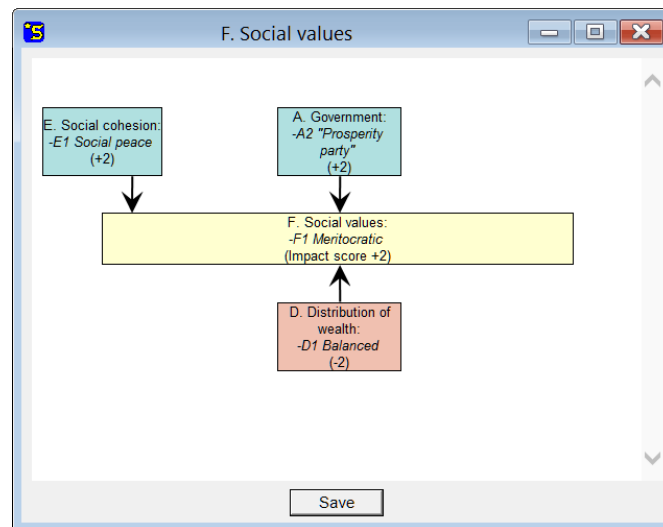 F. Social values
E. Social cohesion:
-E1 Social peace
(+2)
A. Government:
-A2 "Prosperity
party"
(+2)
F. Social values:
-F1 Meritocratic
(Impact score +2)
D. Distribution of
wealth:
-D1 Balanced
(-2)
Save